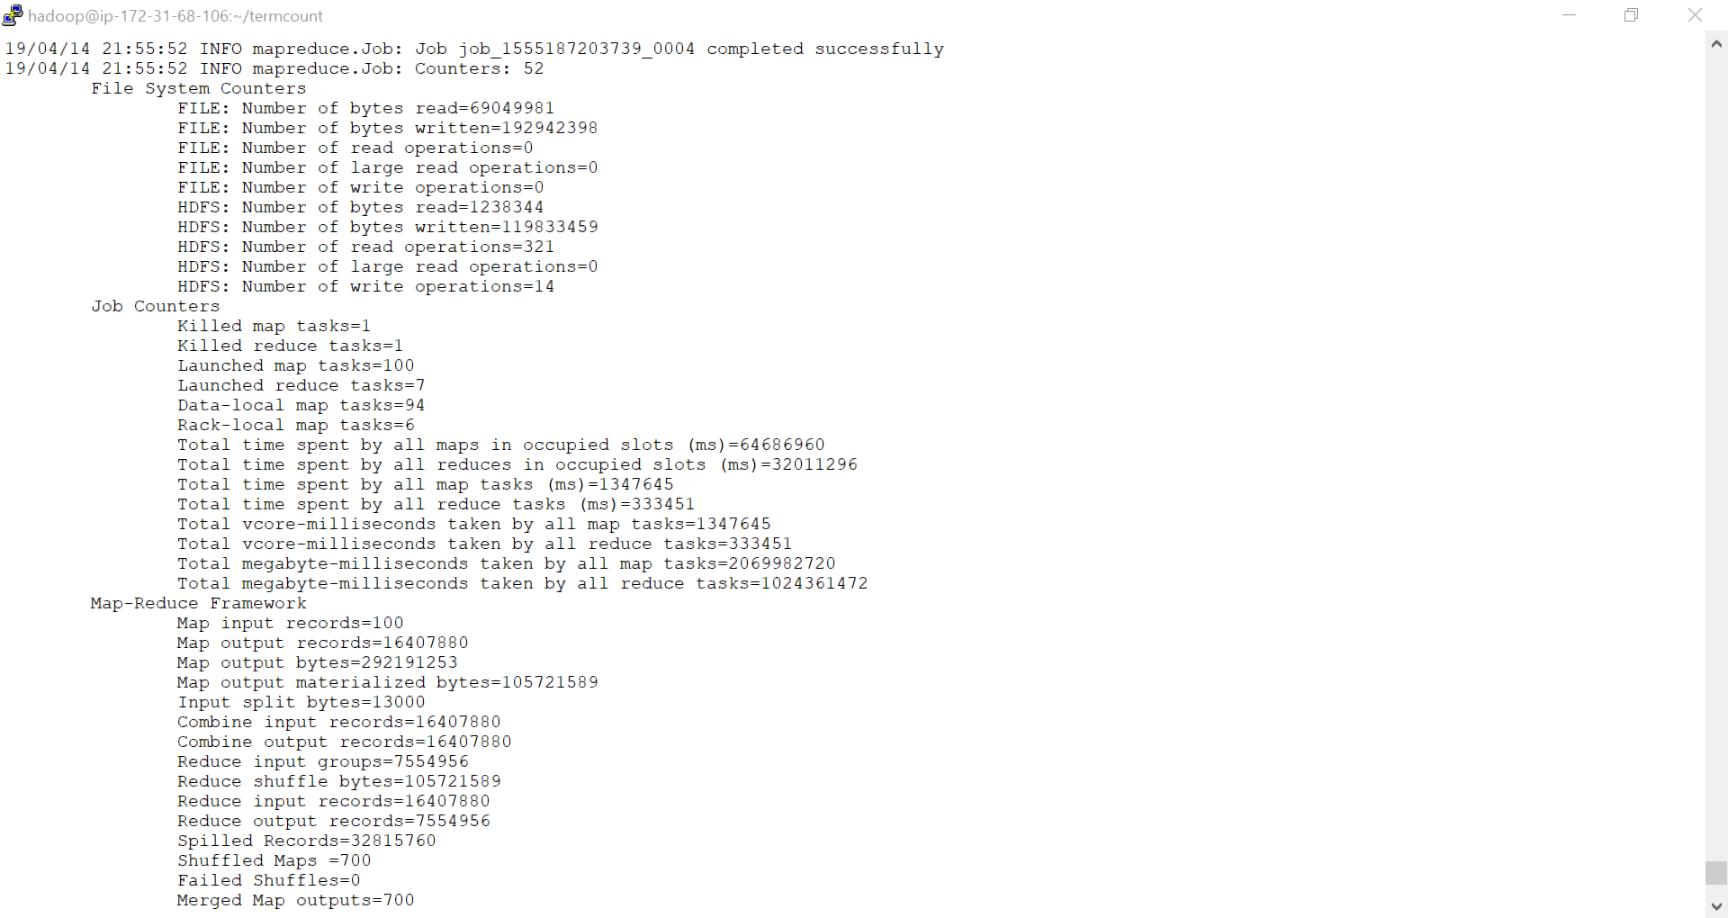 hadoop@ip-172-31-68-106:~/termcount
19/04/14 21:55:52 INFO mapreduce.Job: Job job_1555187203739_0004 completed successfully
19/04/14 21:55:52 INFO mapreduce.Job: Counters: 52
File System Counters
FILE: Number of bytes read=69049981
FILE: Number of bytes written=192942398
FILE: Number of read operations=0
FILE: Number of large read operations=0
FILE: Number of write operations=0
HDFS: Number of bytes read=1238344
HDFS: Number of bytes written=119833459
HDFS: Number of read operations=321
HDFS: Number of large read operations=0
HDFS: Number of write operations=14
Job Counters
Killed map tasks=1
Killed reduce tasks=1
Launched map tasks=100
Launched reduce tasks=7
Data-local map tasks=94
Rack-local map tasks=6
Total time spent by all maps in occupied slots (ms)=64686960
Total time spent by all reduces in occupied slots (ms)=32011296
Total time spent by all map tasks (ms)=1347645
Total time spent by all reduce tasks (ms)=333451
Total vcore-milliseconds taken by all map tasks=1347645
Total vcore-milliseconds taken by all reduce tasks=333451
Total megabyte-milliseconds taken by all map tasks=2069982720
Total megabyte-milliseconds taken by all reduce tasks=1024361472
Map-Reduce Framework
Map input records=100
Map output records=16407880
Map output bytes=292191253
Map output materialized bytes=105721589
Input split bytes=13000
Combine input records=16407880
Combine output records=16407880
Reduce input groups=7554956
Reduce shuffle bytes=105721589
Reduce input records=16407880
Reduce output records=7554956
Spilled Records=32815760
Shuffled Maps =700
Failed Shuffles=0
Merged Map outputs=700